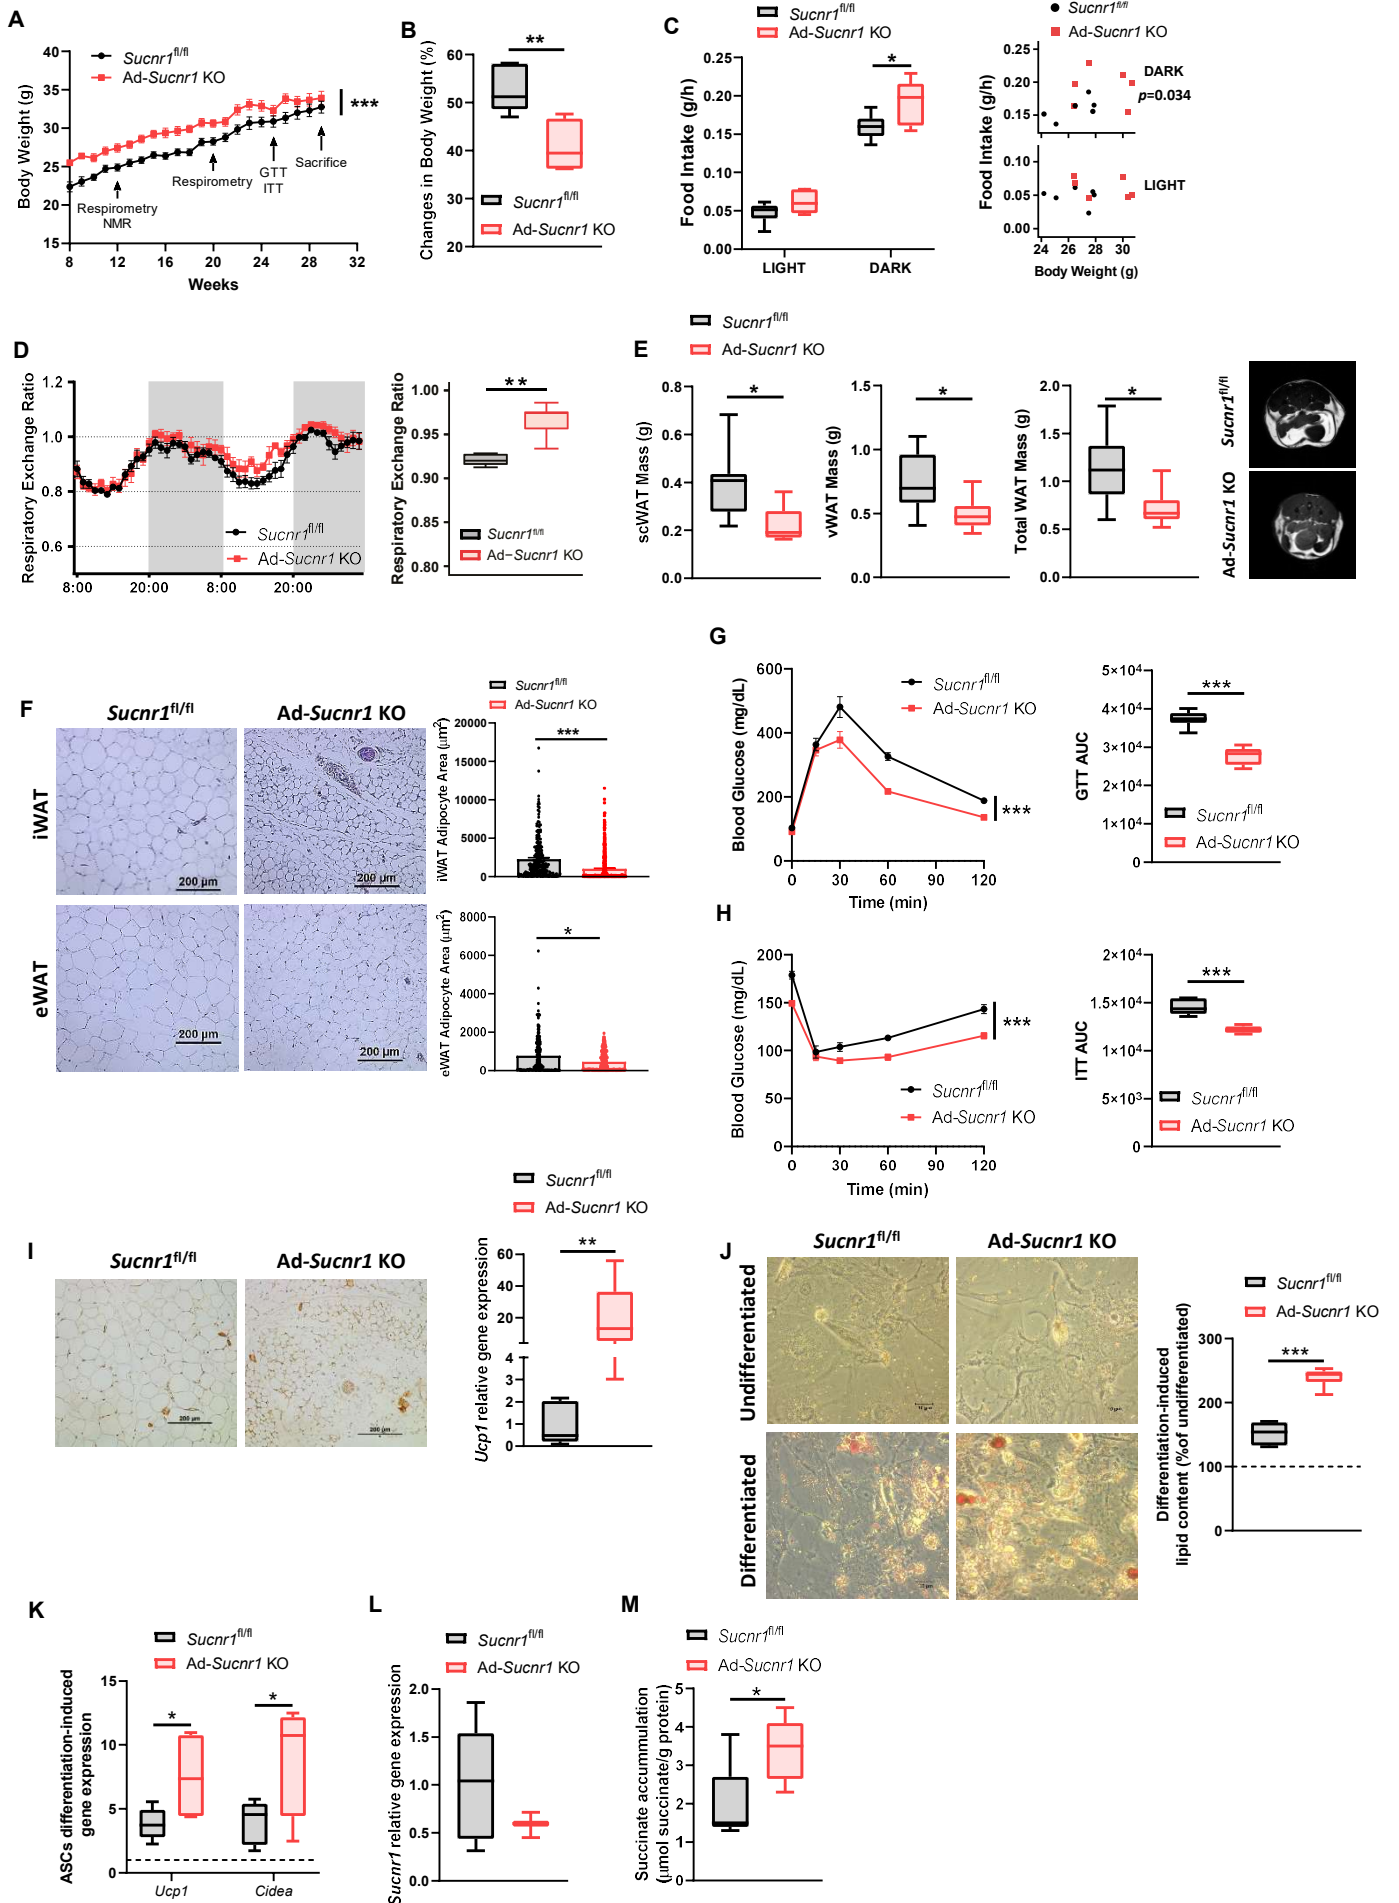 A
Sucnr1fl/fl
Ad-Sucnr1 KO
Body Weight (g)
40
35
30
25
20
15
Respirometry
NMR
Respirometry
GTT
ITT
Sacrifice
***
8 12 16 20 24 28 32
Weeks
B
Changes in Body Weight (%)
60
50
40
30
20
**
Sucnr1fl/fl
Ad-Sucnr1 KO
C
Sucnr1fl/fl
Ad-Sucnr1 KO
Food Intake (g/h)
0.25
0.20
0.15
0.10
0.05
0.00
*
LIGHT DARK
Sucnr1fl/fl
Ad-Sucnr1 KO
Food Intake (g/h)
0.25
0.20
0.15
DARK
p=0.034
0.10
0.05
0.00
LIGHT
24 26 28 30
Body Weight (g)
D
Respiratory Exchange Ratio
1.2
1.0
0.8
0.6
Sucnr1fl/fl
Ad-Sucnr1 KO
8:00 20:00 8:00 20:00
Respiratory Exchange Ratio
1.00
0.95
0.90
0.85
0.80
**
Sucnr1fl/fl
Ad-Sucnr1 KO
E
Sucnr1fl/fl
Ad-Sucnr1 KO
scWAT Mass (g)
0.8
0.6
0.4
0.2
0.0
*
vWAT Mass (g)
1.5
1.0
0.5
0.0
*
Total WAT Mass (g)
2.0
1.5
1.0
0.5
0.0
*
Sucnr1fl/fl
Ad-Sucnr1 KO
F
Sucnr1fl/fl
Ad-Sucnr1 KO
iWAT
200 µm
200 µm
eWAT
200 µm
200 µm
Sucnr1fl/fl
Ad-Sucnr1 KO
iWAT Adipocyte Area (µm2)
20000
15000
10000
5000
0
***
eWAT Adipocyte Area (µm2)
8000
6000
4000
2000
0
*
G
Blood Glucose (mg/dL)
600
400
200
0
Sucnr1fl/fl
Ad-Sucnr1 KO
***
0 30 60 90 120
Time (min)
GTT AUC
5×10⁴
4×10⁴
3×10⁴
2×10⁴
1×10⁴
0
***
Sucnr1fl/fl
Ad-Sucnr1 KO
H
Blood Glucose (mg/dL)
200
150
100
50
0
***
Sucnr1fl/fl
Ad-Sucnr1 KO
0 30 60 90 120
Time (min)
ITT AUC
2×10⁴
1.5×10⁴
1×10⁴
5×10³
0
***
Sucnr1fl/fl
Ad-Sucnr1 KO
I
Sucnr1fl/fl
Ad-Sucnr1 KO
200 µm
200 µm
Sucnr1fl/fl
Ad-Sucnr1 KO
Ucp1 relative gene expression
60
40
20
4
3
2
1
0
**
J
Sucnr1fl/fl
Ad-Sucnr1 KO
Undifferentiated
Differentiated
Sucnr1fl/fl
Ad-Sucnr1 KO
Differentiation-induced
lipid content (%of undifferentiated)
300
200
100
0
***
K
Sucnr1fl/fl
Ad-Sucnr1 KO
ASCs differentiation-induced
gene expression
15
10
5
0
*
*
Ucp1 Cidea
L
Sucnr1fl/fl
Ad-Sucnr1 KO
Sucnr1 relative gene expression
2.0
1.5
1.0
0.5
0.0
M
Sucnr1fl/fl
Ad-Sucnr1 KO
Succinate accummulation
(µmol succinate/g protein)
5
4
3
2
1
0
*